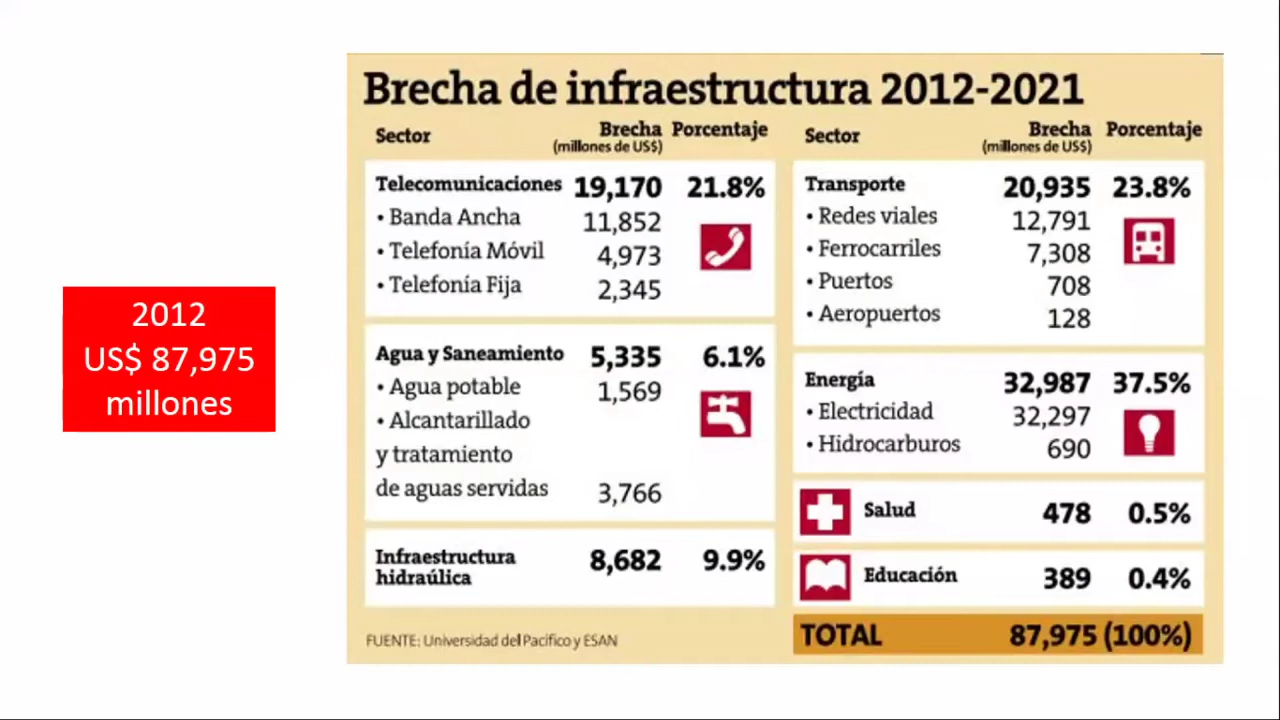 2012
US$ 87,975
millones
Brecha de infraestructura 2012-2021
Sector Brecha Porcentaje
(millones de US$)
Telecomunicaciones 19,170 21.8%
• Banda Ancha 11,852
• Telefonía Móvil 4,973
• Telefonía Fija 2,345
Agua y Saneamiento 5,335 6.1%
• Agua potable 1,569
• Alcantarillado
y tratamiento
de aguas servidas 3,766
Infraestructura
hidraúlica 8,682 9.9%
FUENTE: Universidad del Pacífico y ESAN
Sector Brecha Porcentaje
(millones de US$)
Transporte 20,935 23.8%
• Redes viales 12,791
• Ferrocarriles 7,308
• Puertos 708
• Aeropuertos 128
Energía 32,987 37.5%
• Electricidad 32,297
• Hidrocarburos 690
Salud 478 0.5%
Educación 389 0.4%
TOTAL 87,975 (100%)